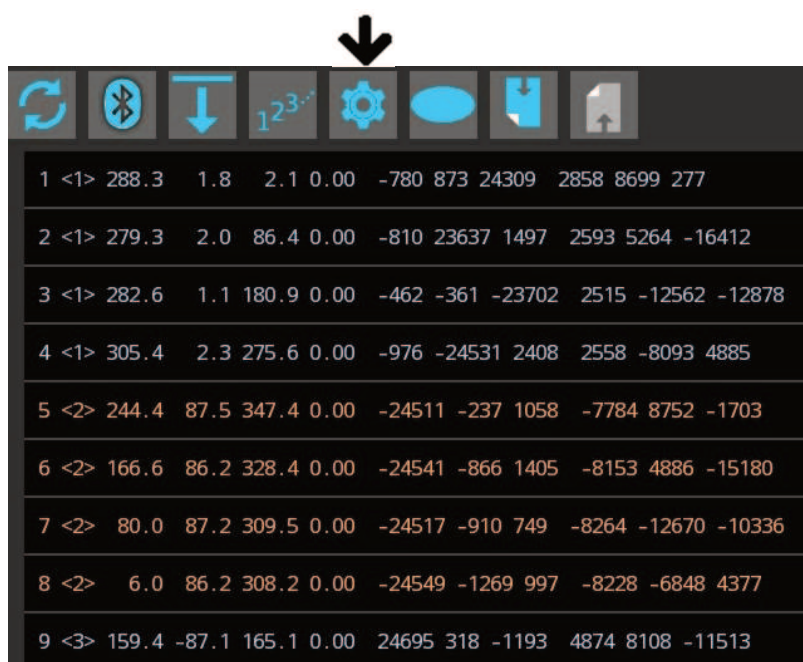 123...
1 <1> 288.3 1.8 2.1 0.00 -780 873 24309 2858 8699 277
2 <1> 279.3 2.0 86.4 0.00 -810 23637 1497 2593 5264 -16412
3 <1> 282.6 1.1 180.9 0.00 -462 -361 -23702 2515 -12562 -12878
4 <1> 305.4 2.3 275.6 0.00 -976 -24531 2408 2558 -8093 4885
5 <2> 244.4 87.5 347.4 0.00 -24511 -237 1058 -7784 8752 -1703
6 <2> 166.6 86.2 328.4 0.00 -24541 -866 1405 -8153 4886 -15180
7 <2> 80.0 87.2 309.5 0.00 -24517 -910 749 -8264 -12670 -10336
8 <2> 6.0 86.2 308.2 0.00 -24549 -1269 997 -8228 -6848 4377
9 <3> 159.4 -87.1 165.1 0.00 24695 318 -1193 4874 8108 -11513